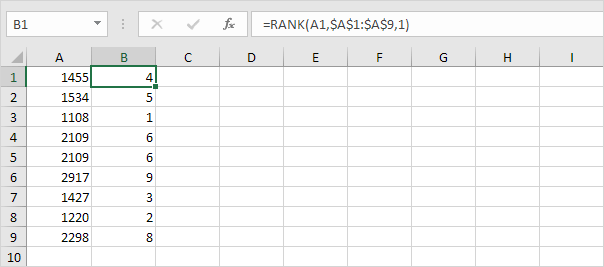 B1 fx =RANK(A1,$A$1:$A$9,1)
A B C D E F G H I
1 1455 4
2 1534 5
3 1108 1
4 2109 6
5 2109 6
6 2917 9
7 1427 3
8 1220 2
9 2298 8
10